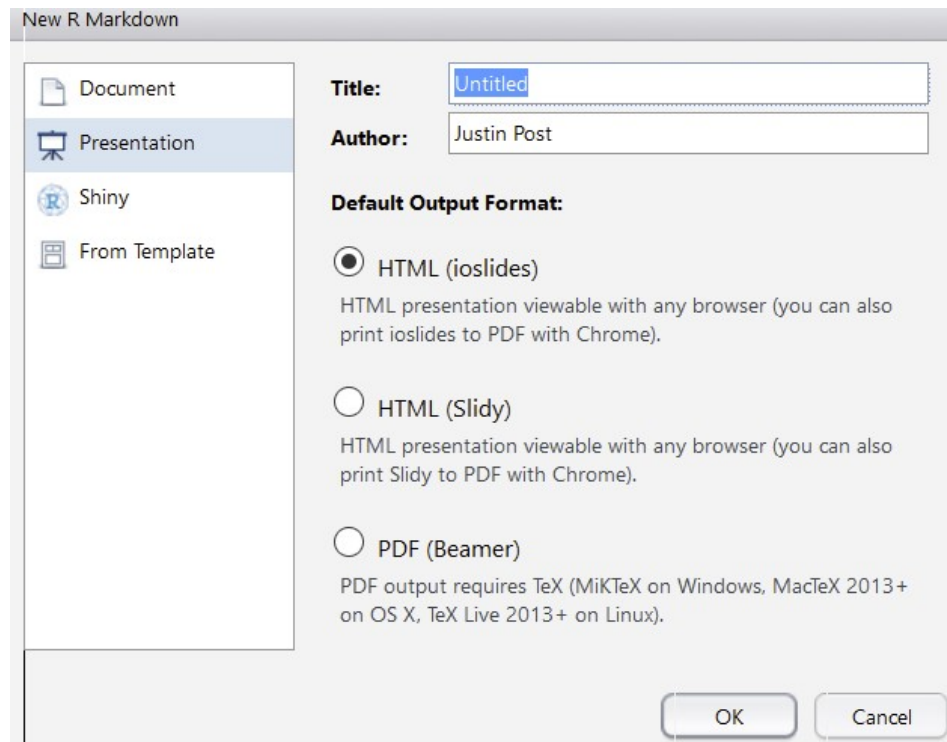 New R Markdown
Document
Presentation
Shiny
From Template
Title:
Untitled
Author:
Justin Post
Default Output Format:
HTML (ioslides)
HTML presentation viewable with any browser (you can also
print ioslides to PDF with Chrome).
HTML (Slidy)
HTML presentation viewable with any browser (you can also
print Slidy to PDF with Chrome).
PDF (Beamer)
PDF output requires TeX (MiKTeX on Windows, MacTeX 2013+
on OS X, TeX Live 2013+ on Linux).
OK
Cancel